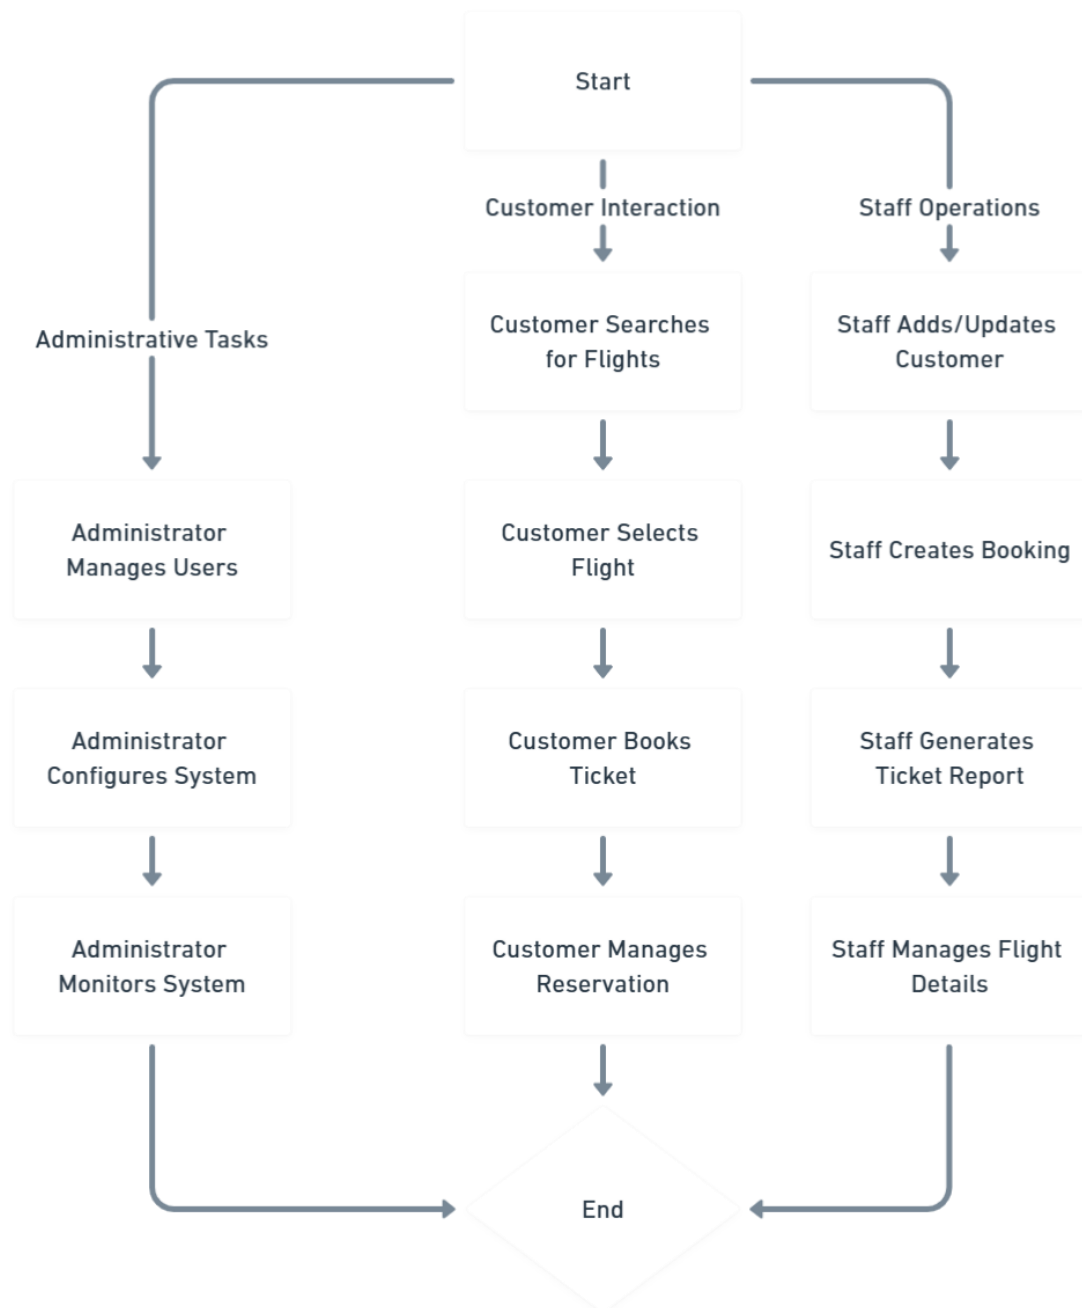 Start
Customer Interaction
Staff Operations
Customer Searches
for Flights
Staff Adds/Updates
Customer
Administrative Tasks
Administrator
Manages Users
Customer Selects
Flight
Staff Creates Booking
Administrator
Configures System
Customer Books
Ticket
Staff Generates
Ticket Report
Administrator
Monitors System
Customer Manages
Reservation
Staff Manages Flight
Details
End